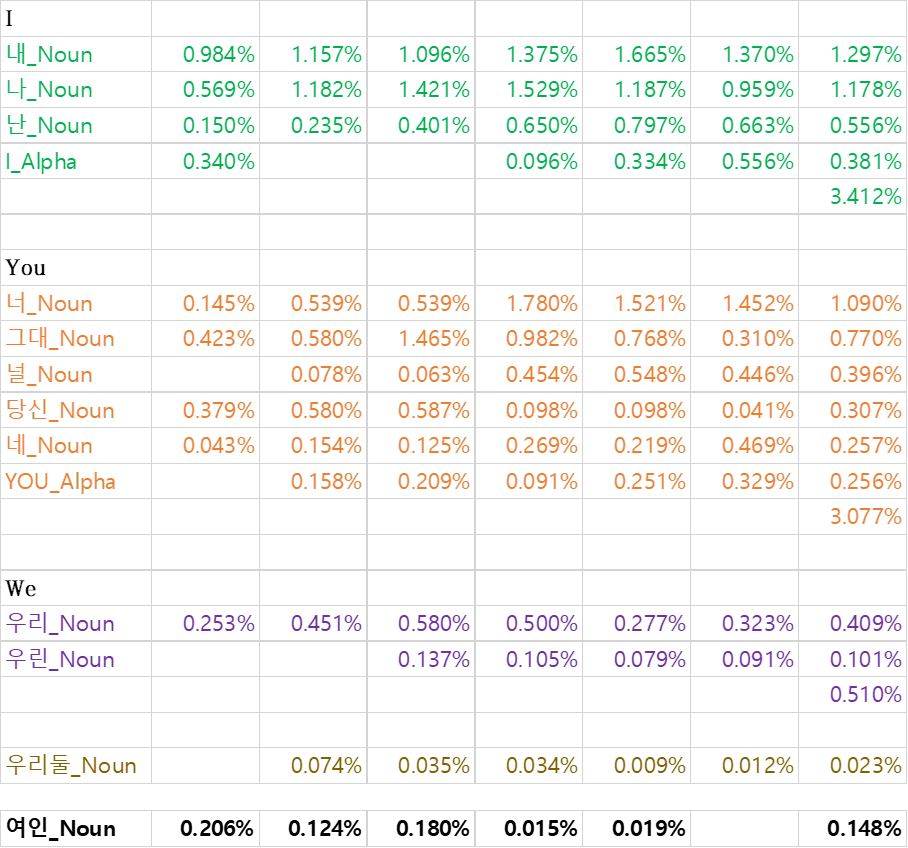 I
내_Noun 0.984% 1.157% 1.096% 1.375% 1.665% 1.370% 1.297%
나_Noun 0.569% 1.182% 1.421% 1.529% 1.187% 0.959% 1.178%
난_Noun 0.150% 0.235% 0.401% 0.650% 0.797% 0.663% 0.556%
I_Alpha 0.340% 0.096% 0.334% 0.556% 0.381%
3.412%
You
너_Noun 0.145% 0.539% 0.539% 1.780% 1.521% 1.452% 1.090%
그대_Noun 0.423% 0.580% 1.465% 0.982% 0.768% 0.310% 0.770%
널_Noun 0.078% 0.063% 0.454% 0.548% 0.446% 0.396%
당신_Noun 0.379% 0.580% 0.587% 0.098% 0.098% 0.041% 0.307%
네_Noun 0.043% 0.154% 0.125% 0.269% 0.219% 0.469% 0.257%
YOU_Alpha 0.158% 0.209% 0.091% 0.251% 0.329% 0.256%
3.077%
We
우리_Noun 0.253% 0.451% 0.580% 0.500% 0.277% 0.323% 0.409%
우린_Noun 0.137% 0.105% 0.079% 0.091% 0.101%
0.510%
우리둘_Noun 0.074% 0.035% 0.034% 0.009% 0.012% 0.023%
여인_Noun 0.206% 0.124% 0.180% 0.015% 0.019% 0.148%